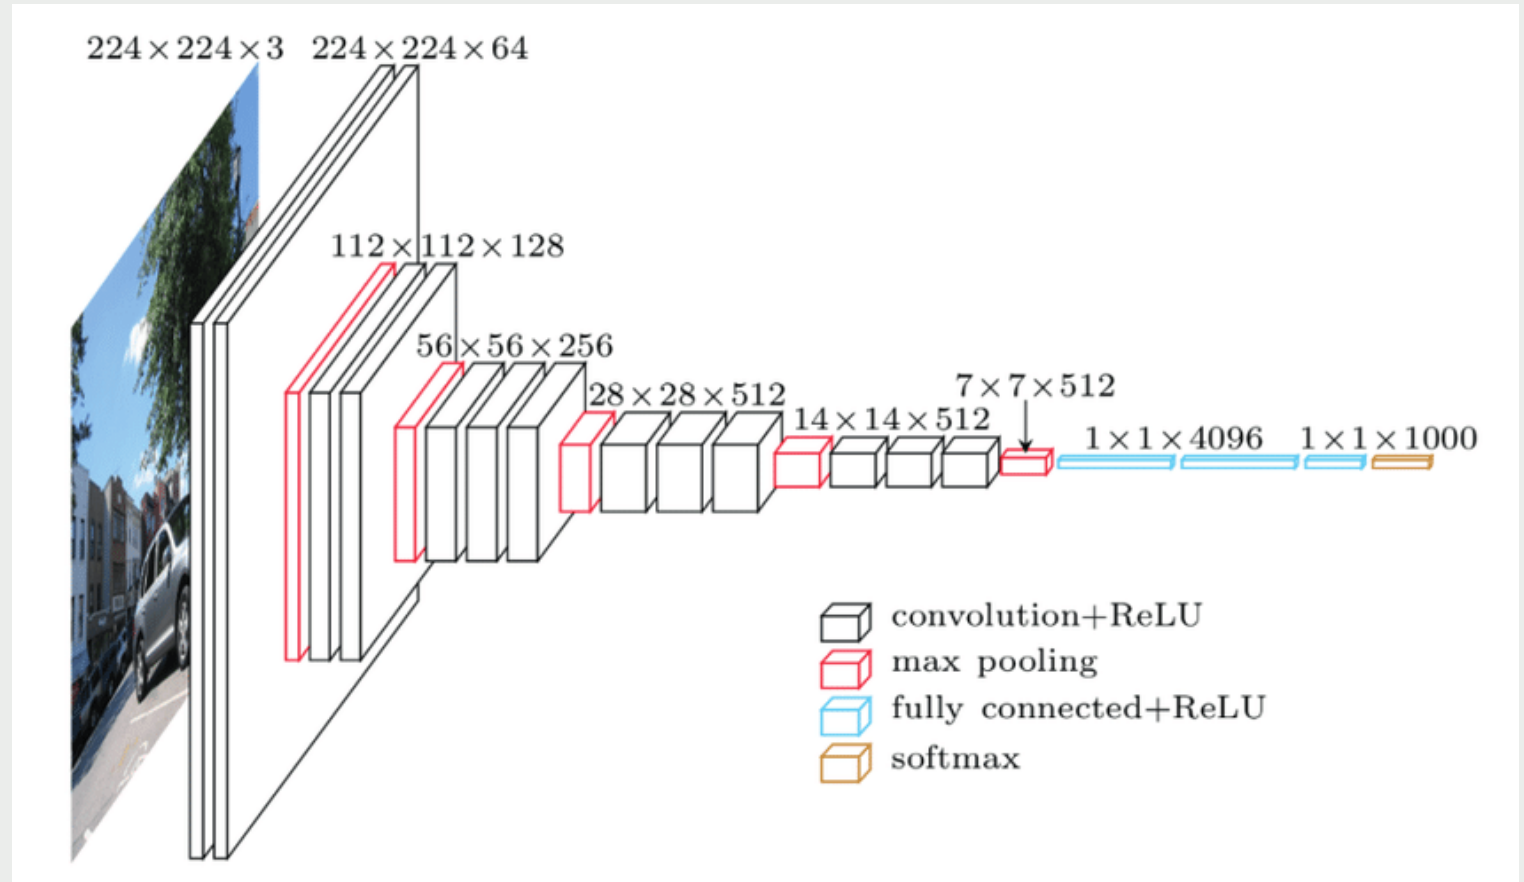 224×224×3
224×224×64
112×112×128
56×56×256
28×28×512
14×14×512
7×7×512
1×1×4096
1×1×1000
convolution+ReLU
max pooling
fully connected+ReLU
softmax